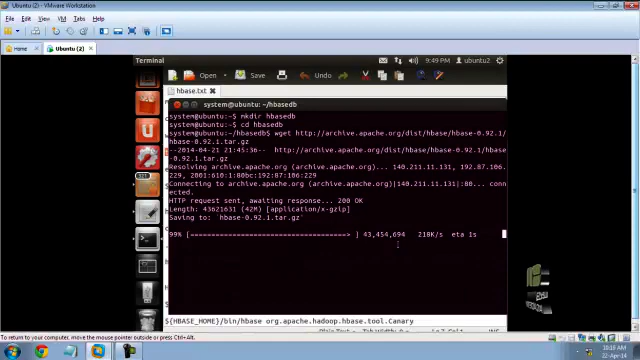 Ubuntu (2) - VMware Workstation
File Edit View VM Tabs Help
Home Ubuntu (2)
Terminal 9:49 PM ubuntu2
Open Save Undo
hbase.txt
system@ubuntu: ~/hbasedb
system@ubuntu:~$ mkdir hbasedb
system@ubuntu:~$ cd hbasedb
system@ubuntu:~/hbasedb$ wget http://archive.apache.org/dist/hbase/hbase-0.92.1/
hbase-0.92.1.tar.gz
--2014-04-21 21:45:36-- http://archive.apache.org/dist/hbase/hbase-0.92.1/hbase
-0.92.1.tar.gz
Resolving archive.apache.org (archive.apache.org)... 140.211.11.131, 192.87.106.
229, 2001:610:1:80bc:192:87:106:229
Connecting to archive.apache.org (archive.apache.org)|140.211.11.131|:80... conn
ected.
HTTP request sent, awaiting response... 200 OK
Length: 43621631 (42M) [application/x-gzip]
Saving to: `hbase-0.92.1.tar.gz'
99% [=====================================> ] 43,454,694 218K/s eta 1s
${HBASE_HOME}/bin/hbase org.apache.hadoop.hbase.tool.Canary
To return to your computer, move the mouse pointer outside or press Ctrl+Alt.
10:19 AM
22-Apr-14